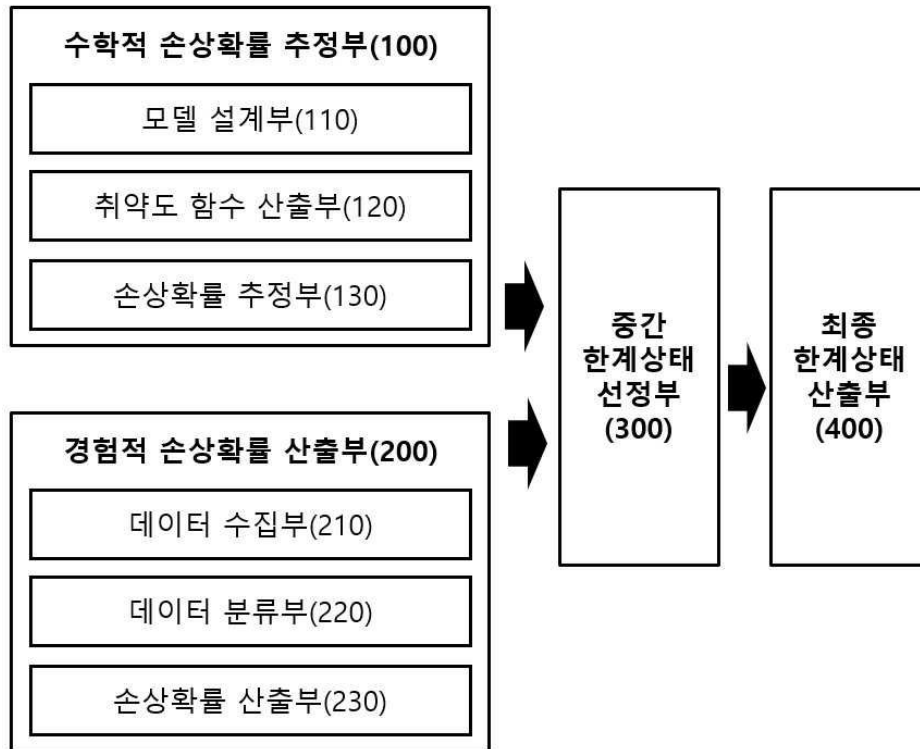 수학적 손상확률 추정부(100)
모델 설계부(110)
취약도 함수 산출부(120)
손상확률 추정부(130)
경험적 손상확률 산출부(200)
데이터 수집부(210)
데이터 분류부(220)
손상확률 산출부(230)
중간
한계상태
선정부
(300)
최종
한계상태
산출부
(400)